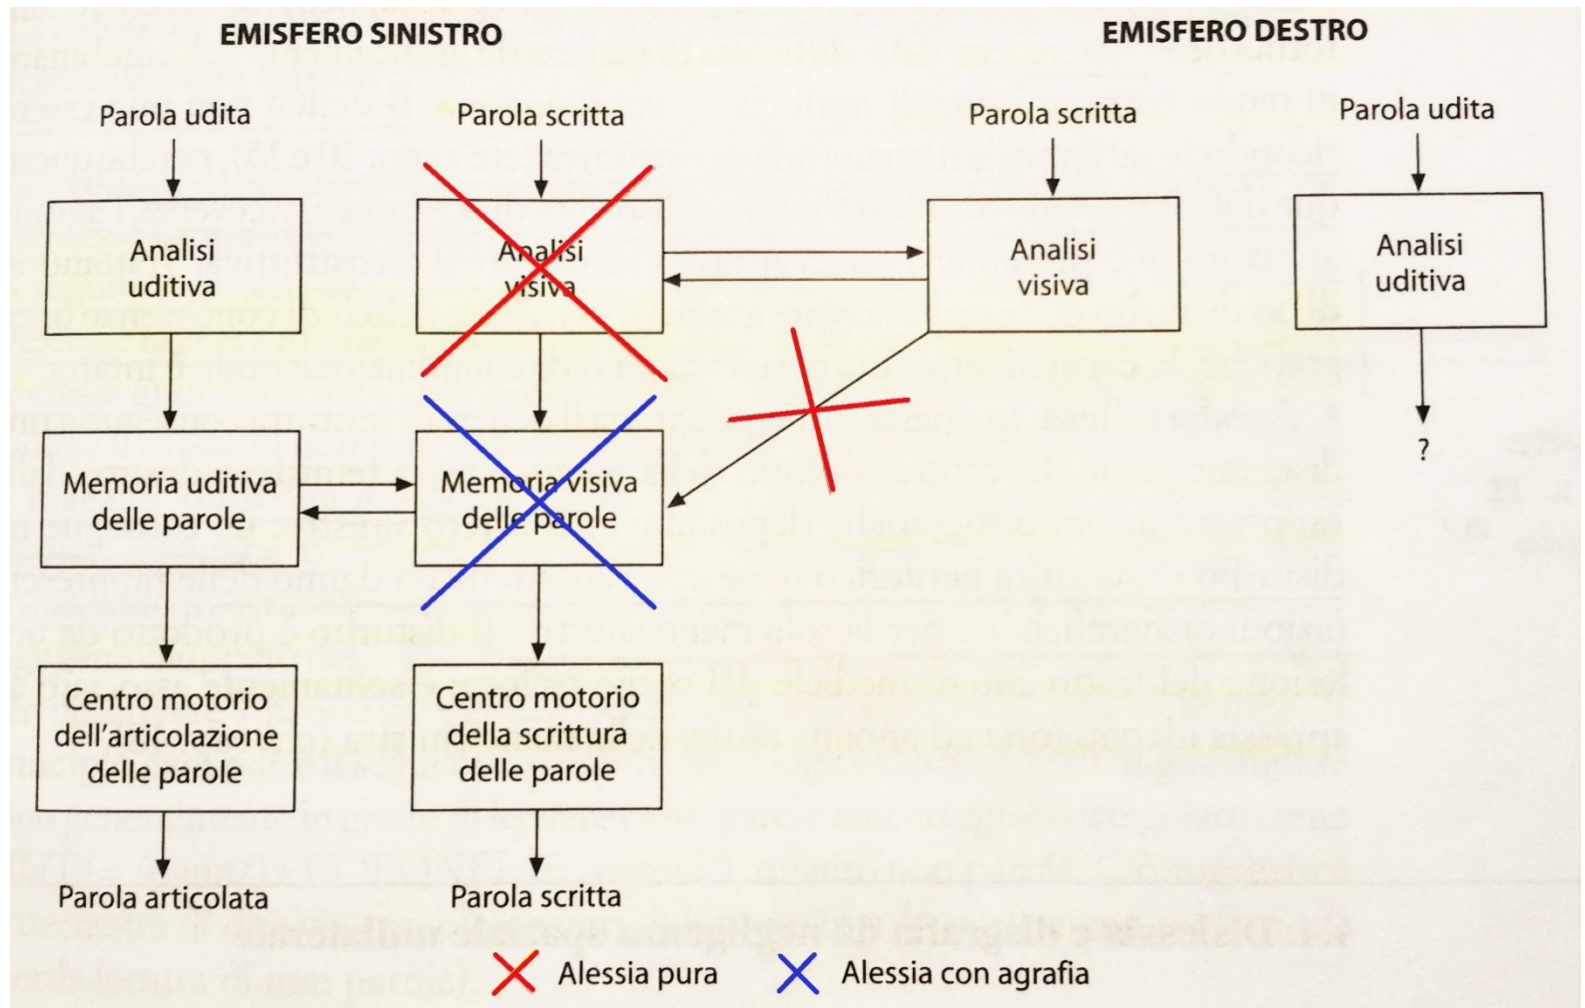 EMISFERO SINISTRO
EMISFERO DESTRO
Parola udita
Parola scritta
Parola scritta
Parola udita
Analisi
uditiva
Analisi
visiva
Analisi
visiva
Analisi
uditiva
?
Memoria uditiva
delle parole
Memoria visiva
delle parole
Centro motorio
dell'articolazione
delle parole
Centro motorio
della scrittura
delle parole
Parola articolata
Parola scritta
Alessia pura
Alessia con agrafia